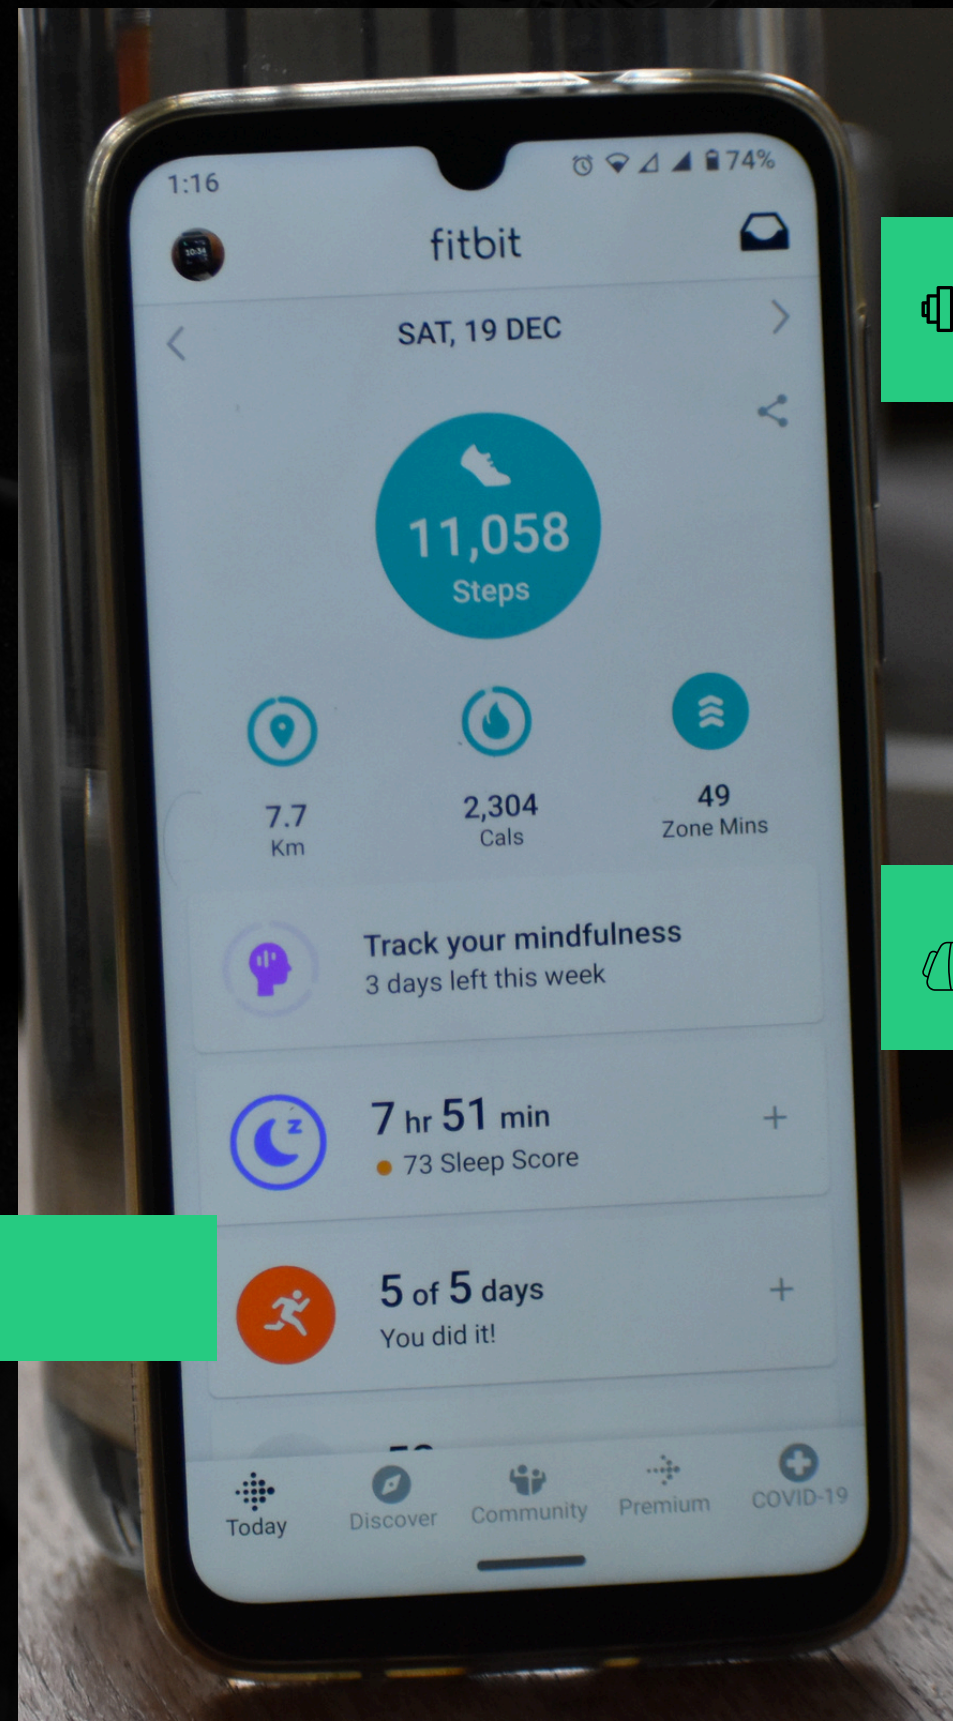 1:16
74%
fitbit
SAT, 19 DEC
11,058
Steps
7.7
Km
2,304
Cals
49
Zone Mins
Track your mindfulness
3 days left this week
7 hr 51 min
73 Sleep Score
5 of 5 days
You did it!
Today
Discover
Community
Premium
COVID-19